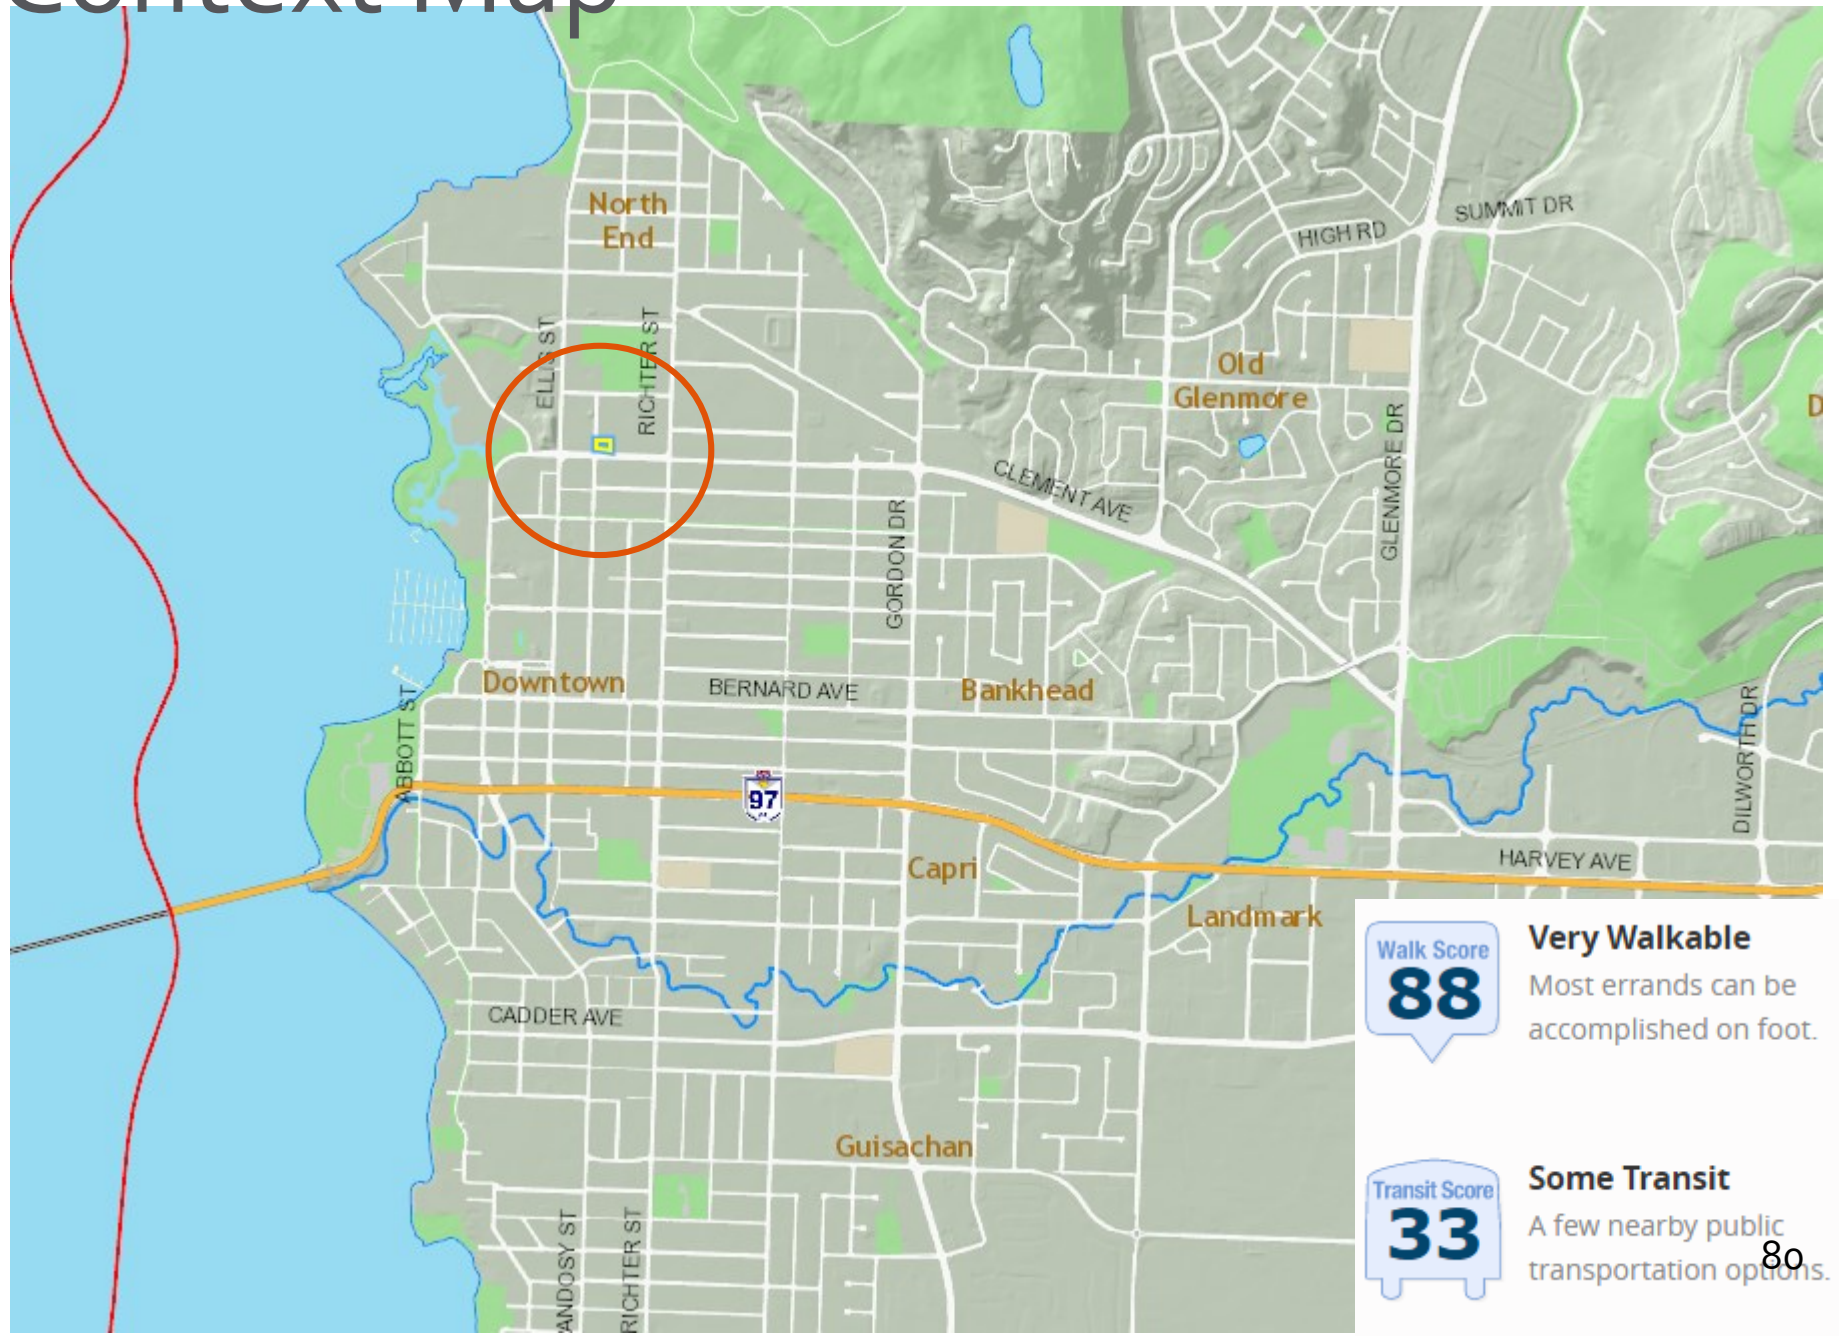 Context Map
North
End
SUMMIT DR
HIGH RD
ELLIS ST
RICHTER ST
Old
Glenmore
D
GLENMORE DR
CLEMENT AVE
GORDON DR
Downtown
BERNARD AVE
Bankhead
ABBOTT ST
DILWORTH DR
97
HARVEY AVE
Capri
Landmark
CADDER AVE
Guisachan
ANDOSY ST
RICHTER ST
Walk Score
88
Very Walkable
Most errands can be
accomplished on foot.
Transit Score
33
Some Transit
A few nearby public
transportation options.
80